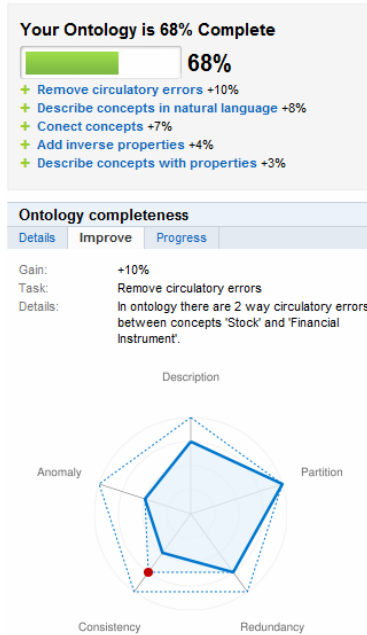 Your Ontology is 68% Complete
68%
+ Remove circulatory errors +10%
+ Describe concepts in natural language +8%
+ Conect concepts +7%
+ Add inverse properties +4%
+ Describe concepts with properties +3%
Ontology completeness
Details Improve Progress
Gain: +10%
Task: Remove circulatory errors
Details: In ontology there are 2 way circulatory errors
between concepts 'Stock' and 'Financial
Instrument'.
Description
Anomaly
Partition
Consistency
Redundancy